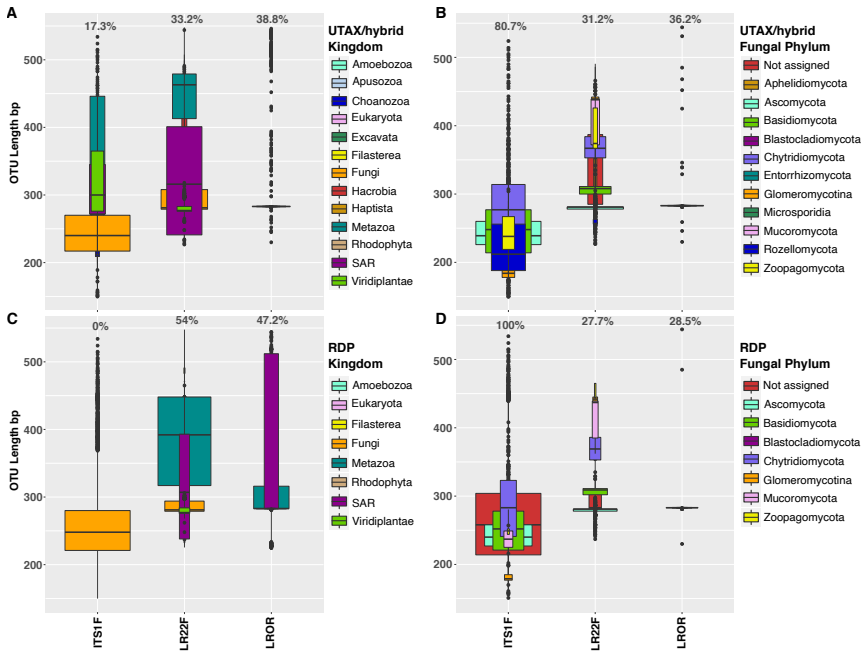 A
17.3%
33.2%
38.8%
500
400
300
200
OTU Length bp
UTAX/hybrid
Kingdom
Amoebozoa
Apusozoa
Choanozoa
Eukaryota
Excavata
Filasterea
Fungi
Hacrobia
Haptista
Metazoa
Rhodophyta
SAR
Viridiplantae
B
80.7%
31.2%
36.2%
500
400
300
200
UTAX/hybrid
Fungal Phylum
Not assigned
Aphelidiomycota
Ascomycota
Basidiomycota
Blastocladiomycota
Chytridiomycota
Entorrhizomycota
Glomeromycotina
Microsporidia
Mucoromycota
Rozellomycota
Zoopagomycota
C
0%
54%
47.2%
500
400
300
200
OTU Length bp
ITS1F
LR22F
LROR
RDP
Kingdom
Amoebozoa
Eukaryota
Filasterea
Fungi
Metazoa
Rhodophyta
SAR
Viridiplantae
D
100%
27.7%
28.5%
500
400
300
200
ITS1F
LR22F
LROR
RDP
Fungal Phylum
Not assigned
Ascomycota
Basidiomycota
Blastocladiomycota
Chytridiomycota
Glomeromycotina
Mucoromycota
Zoopagomycota